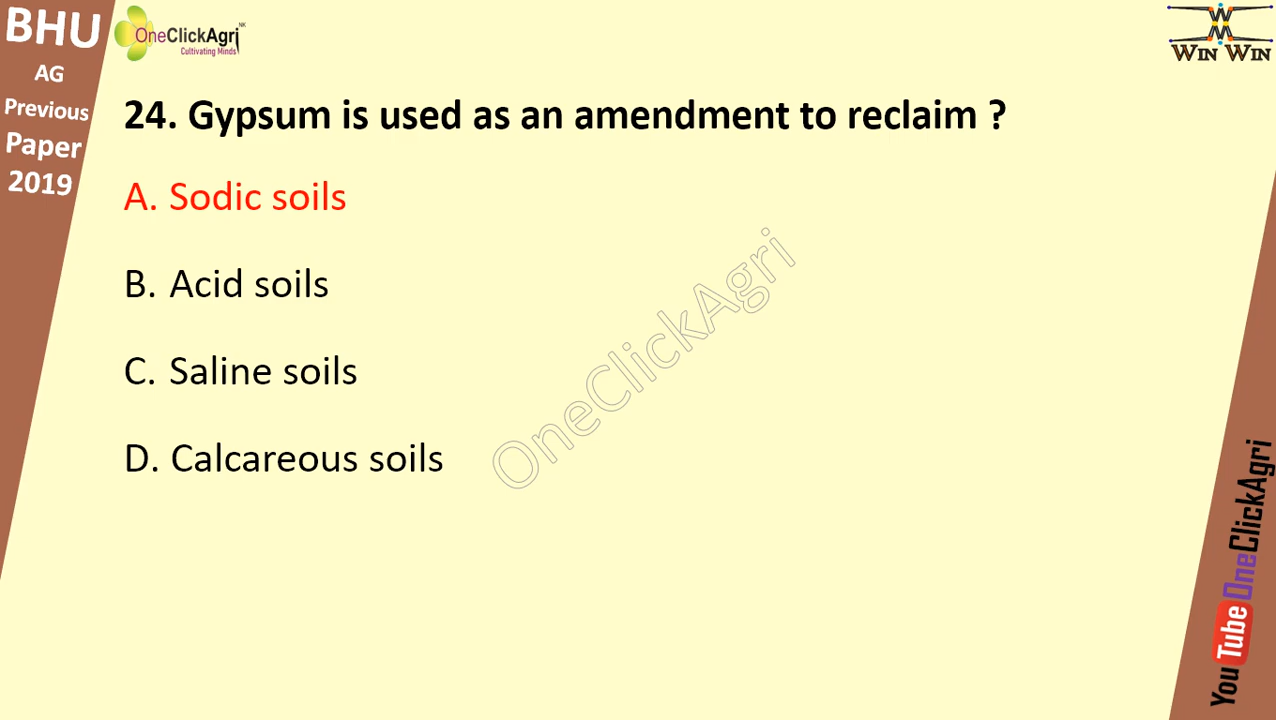 BHU
AG
Previous
Paper
2019
OneClickAgri NK
Cultivating Minds
WIN WIN
24. Gypsum is used as an amendment to reclaim ?
A. Sodic soils
B. Acid soils
C. Saline soils
D. Calcareous soils
OneClickAgri
YouTube OneClickAgri